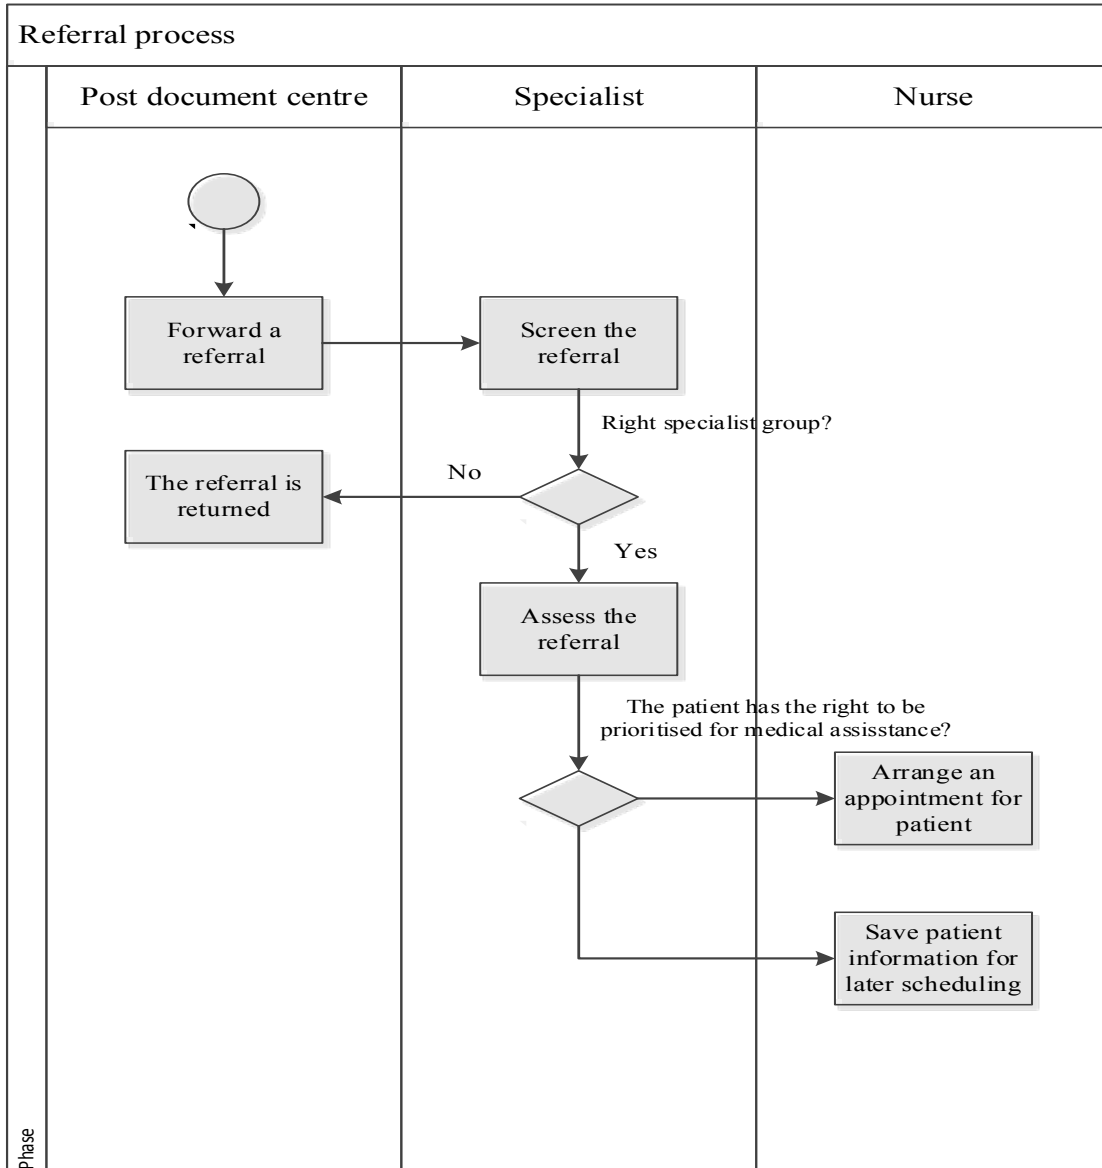 Referral process
Post document centre
Specialist
Nurse
Forward a
referral
Screen the
referral
Right specialist group?
No
The referral is
returned
Yes
Assess the
referral
The patient has the right to be
prioritised for medical assisstance?
Arrange an
appointment for
patient
Save patient
information for
later scheduling
Phase